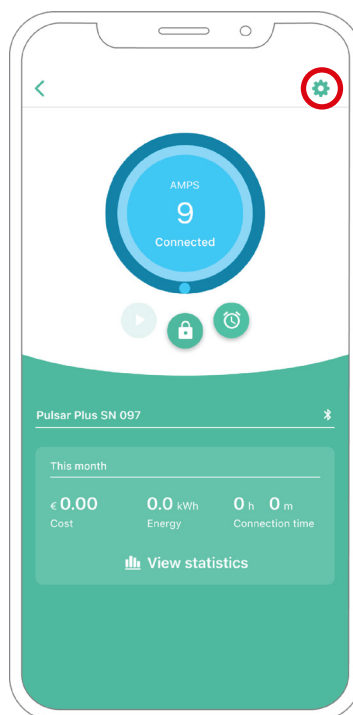 AMPS
9
Connected
Pulsar Plus SN 097
This month
€ 0.00 0.0 kWh 0 h 0 m
Cost Energy Connection time
View statistics